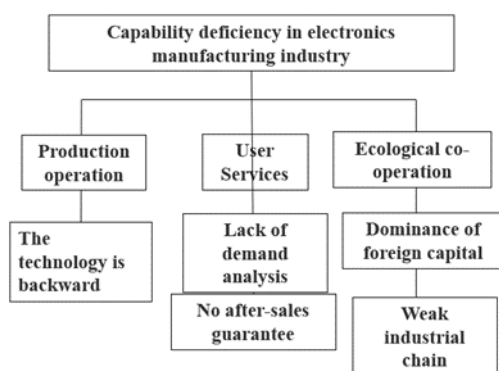 Capability deficiency in electronics
manufacturing industry
Production
operation
User
Services
Ecological co-
operation
The
technology is
backward
Lack of
demand
analysis
Dominance of
foreign capital
No after-sales
guarantee
Weak
industrial
chain